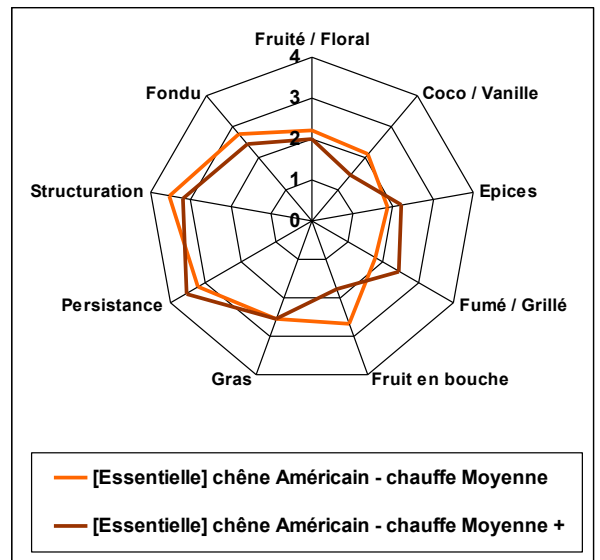 Fruité / Floral
4
Fondu
Coco / Vanille
3
2
Structuration
Epices
1
0
Persistance
Fumé / Grillé
Gras
Fruit en bouche
[Essentielle] chêne Américain - chauffe Moyenne
[Essentielle] chêne Américain - chauffe Moyenne +